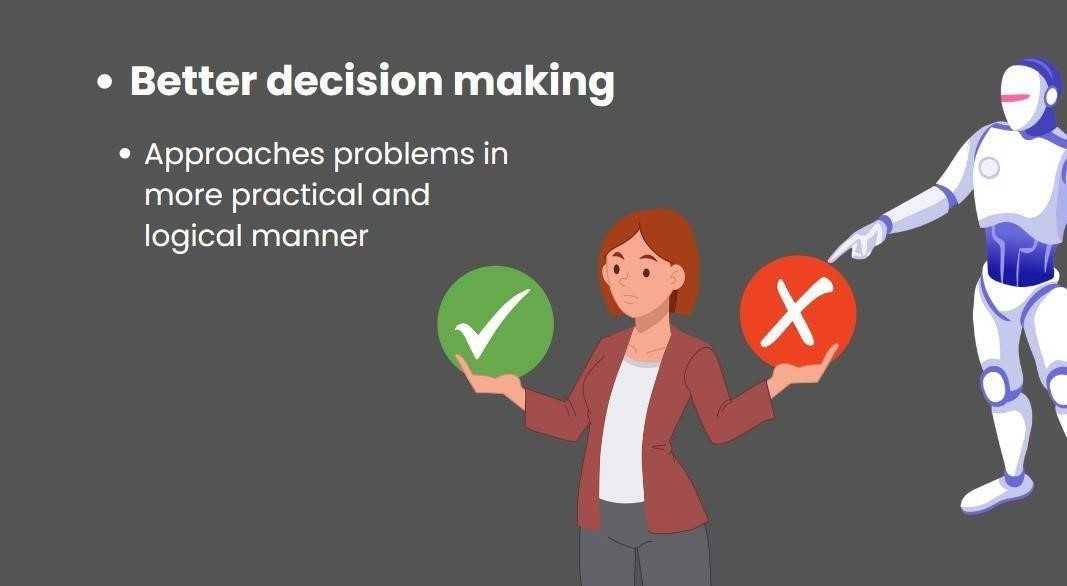 Better decision making
Approaches problems in
more practical and
logical manner